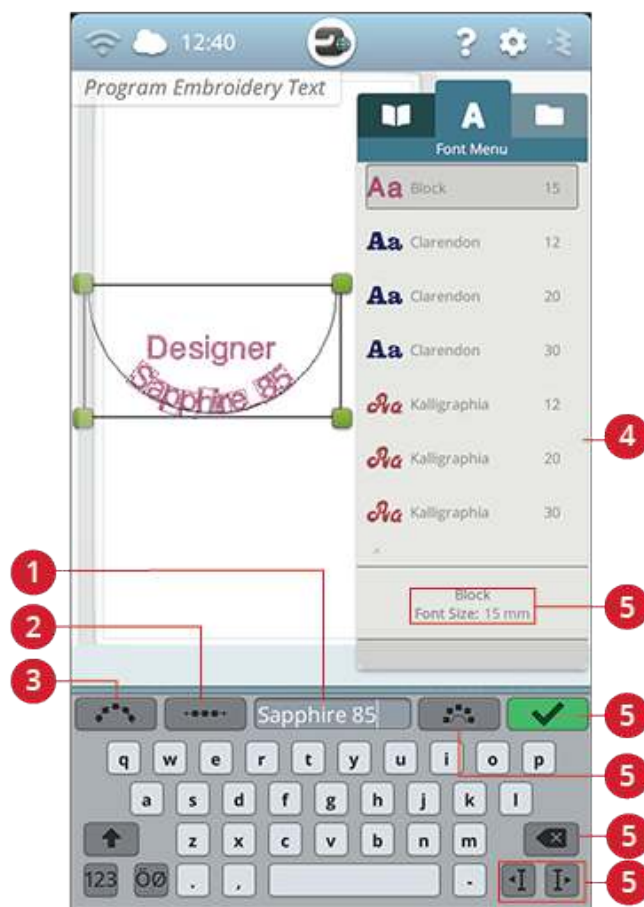 12:40
?
Program Embroidery Text
A
Font Menu
Aa Block 15
Aa Clarendon 12
Aa Clarendon 20
Aa Clarendon 30
Aa Kalligraphia 12
Aa Kalligraphia 20
Aa Kalligraphia 30
Designer
Sapphire 85
4
1
2
3
Block
Font Size: 15 mm
5
Sapphire 85
5
5
q w e r t y u i o p
a s d f g h j k l
z x c v b n m
5
123 ÖØ . , -
5